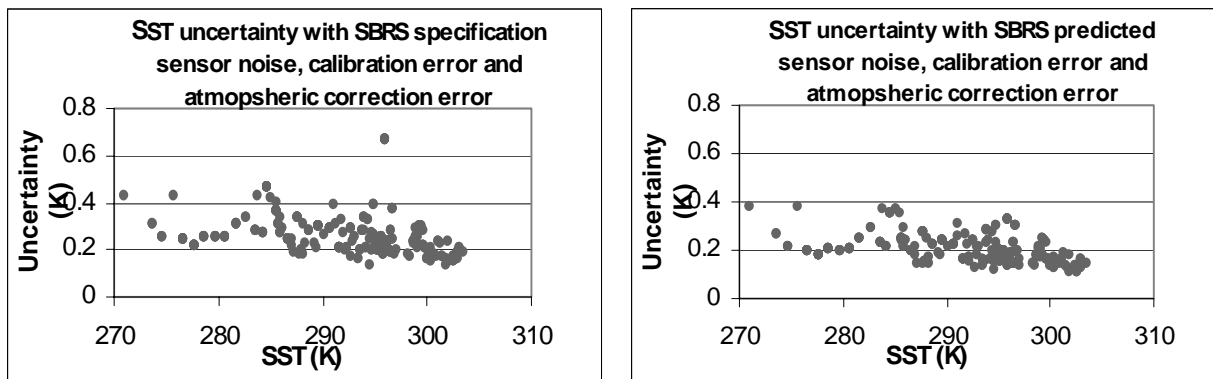 SST uncertainty with SBRS specification
sensor noise, calibration error and
atmopsheric correction error
0.8
0.6
0.4
0.2
0
Uncertainty
(K)
270 280 290 300 310
SST (K)
SST uncertainty with SBRS predicted
sensor noise, calibration error and
atmopsheric correction error
0.8
0.6
0.4
0.2
0
Uncertainty
(K)
270 280 290 300 310
SST (K)